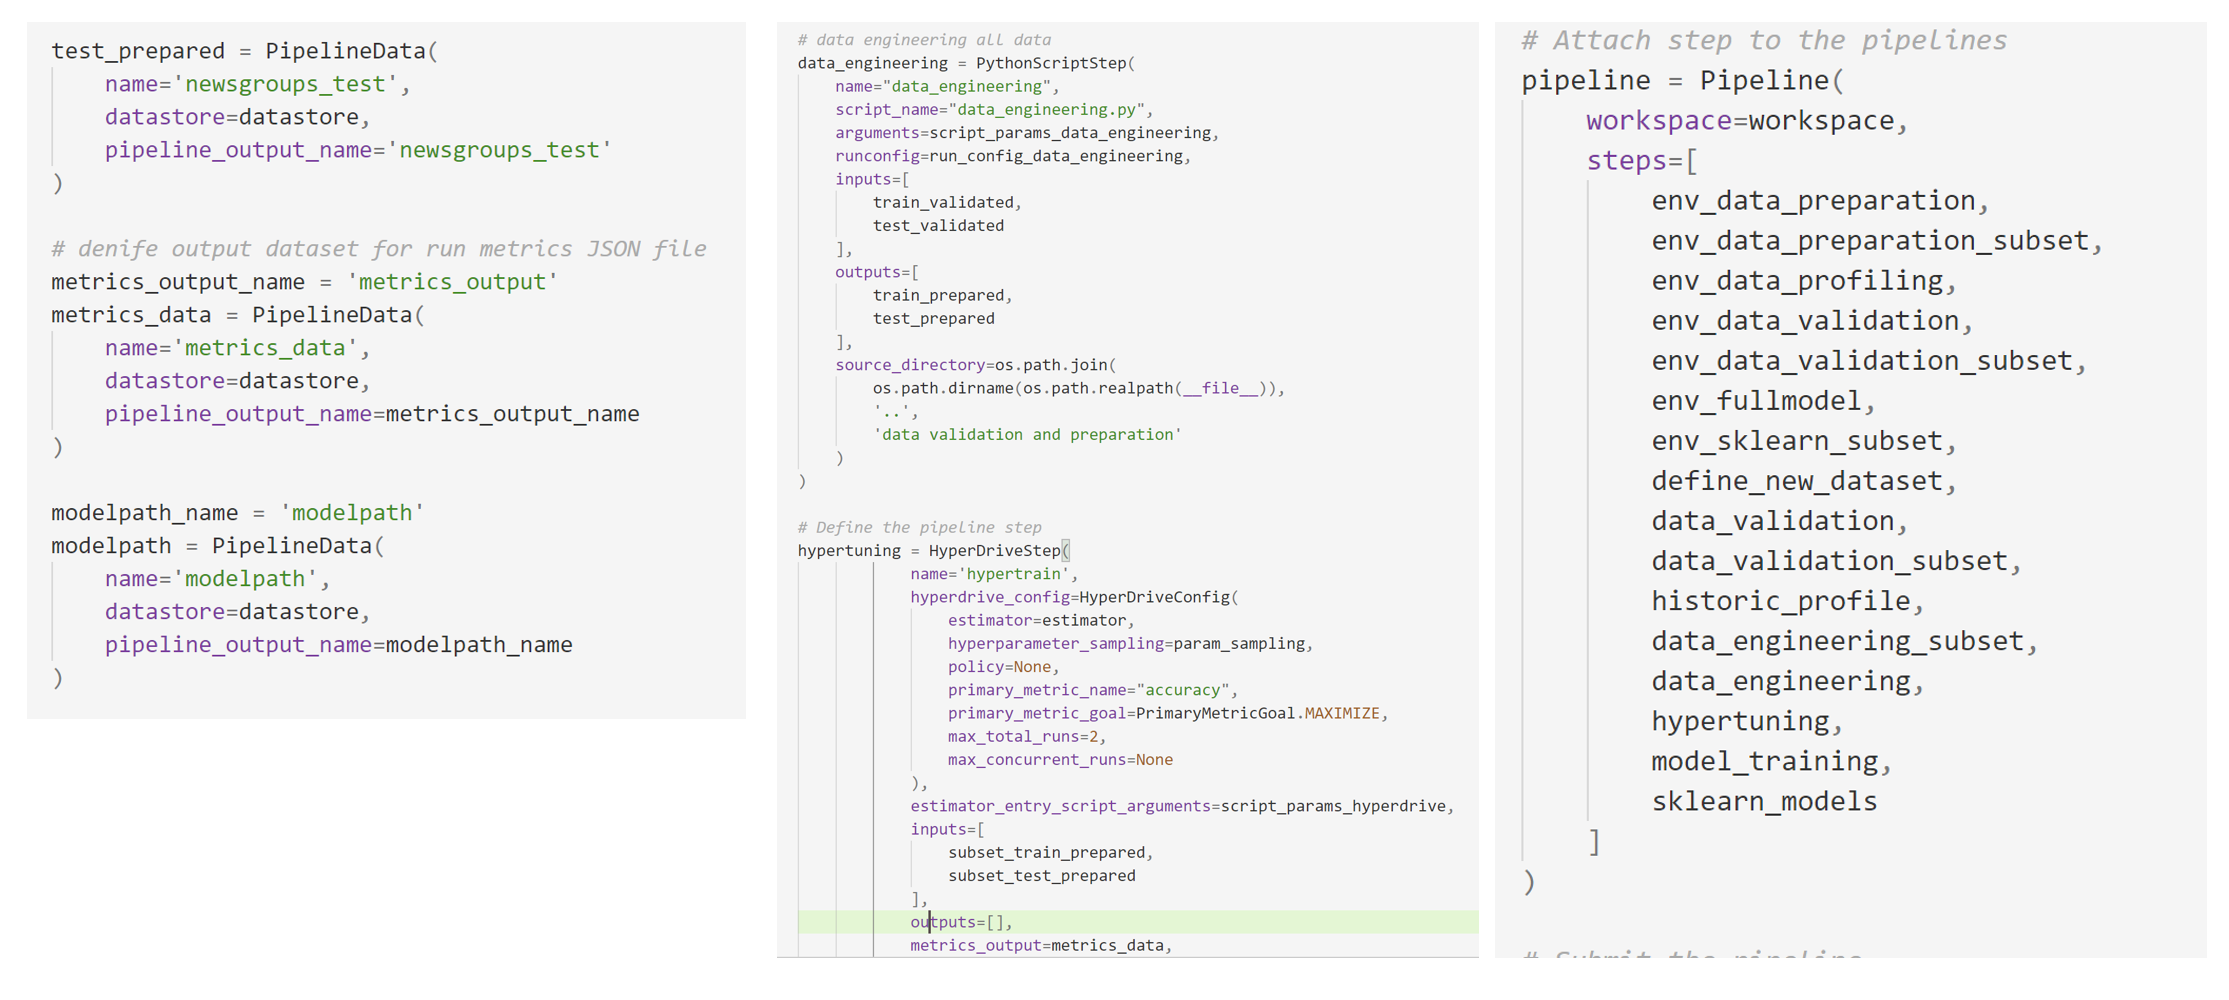 test_prepared = PipelineData(
    name='newsgroups_test',
    datastore=datastore,
    pipeline_output_name='newsgroups_test'
)

# denife output dataset for run metrics JSON file
metrics_output_name = 'metrics_output'
metrics_data = PipelineData(
    name='metrics_data',
    datastore=datastore,
    pipeline_output_name=metrics_output_name
)

modelpath_name = 'modelpath'
modelpath = PipelineData(
    name='modelpath',
    datastore=datastore,
    pipeline_output_name=modelpath_name
)

# data engineering all data
data_engineering = PythonScriptStep(
    name="data_engineering",
    script_name="data_engineering.py",
    arguments=script_params_data_engineering,
    runconfig=run_config_data_engineering,
    inputs=[
        train_validated,
        test_validated
    ],
    outputs=[
        train_prepared,
        test_prepared
    ],
    source_directory=os.path.join(
        os.path.dirname(os.path.realpath(__file__)),
        '..',
        'data validation and preparation'
    )
)

# Define the pipeline step
hypertuning = HyperDriveStep(
            name='hypertrain',
            hyperdrive_config=HyperDriveConfig(
                estimator=estimator,
                hyperparameter_sampling=param_sampling,
                policy=None,
                primary_metric_name="accuracy",
                primary_metric_goal=PrimaryMetricGoal.MAXIMIZE,
                max_total_runs=2,
                max_concurrent_runs=None
            ),
            estimator_entry_script_arguments=script_params_hyperdrive,
            inputs=[
                subset_train_prepared,
                subset_test_prepared
            ],
            outputs=[],
            metrics_output=metrics_data,

# Attach step to the pipelines
pipeline = Pipeline(
    workspace=workspace,
    steps=[
        env_data_preparation,
        env_data_preparation_subset,
        env_data_profiling,
        env_data_validation,
        env_data_validation_subset,
        env_fullmodel,
        env_sklearn_subset,
        define_new_dataset,
        data_validation,
        data_validation_subset,
        historic_profile,
        data_engineering_subset,
        data_engineering,
        hypertuning,
        model_training,
        sklearn_models
    ]
)

# Submit the pipeline